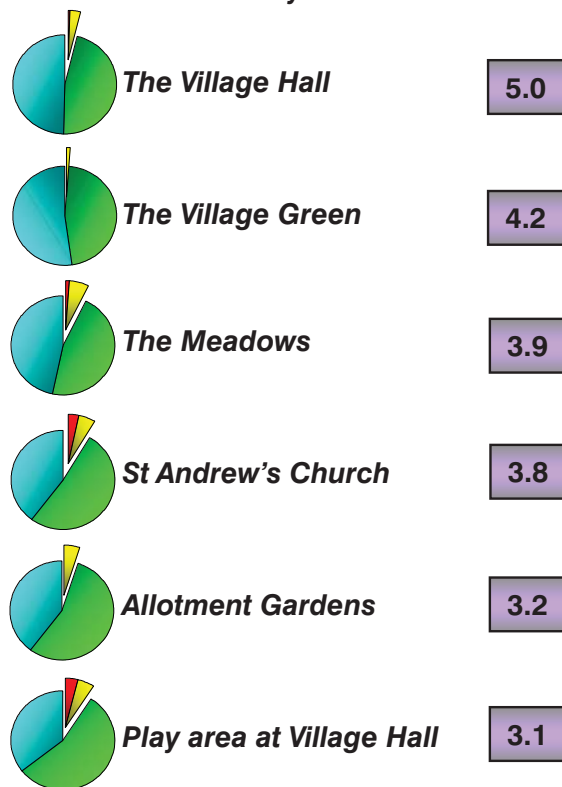 The Village Hall 5.0
The Village Green 4.2
The Meadows 3.9
St Andrew's Church 3.8
Allotment Gardens 3.2
Play area at Village Hall 3.1